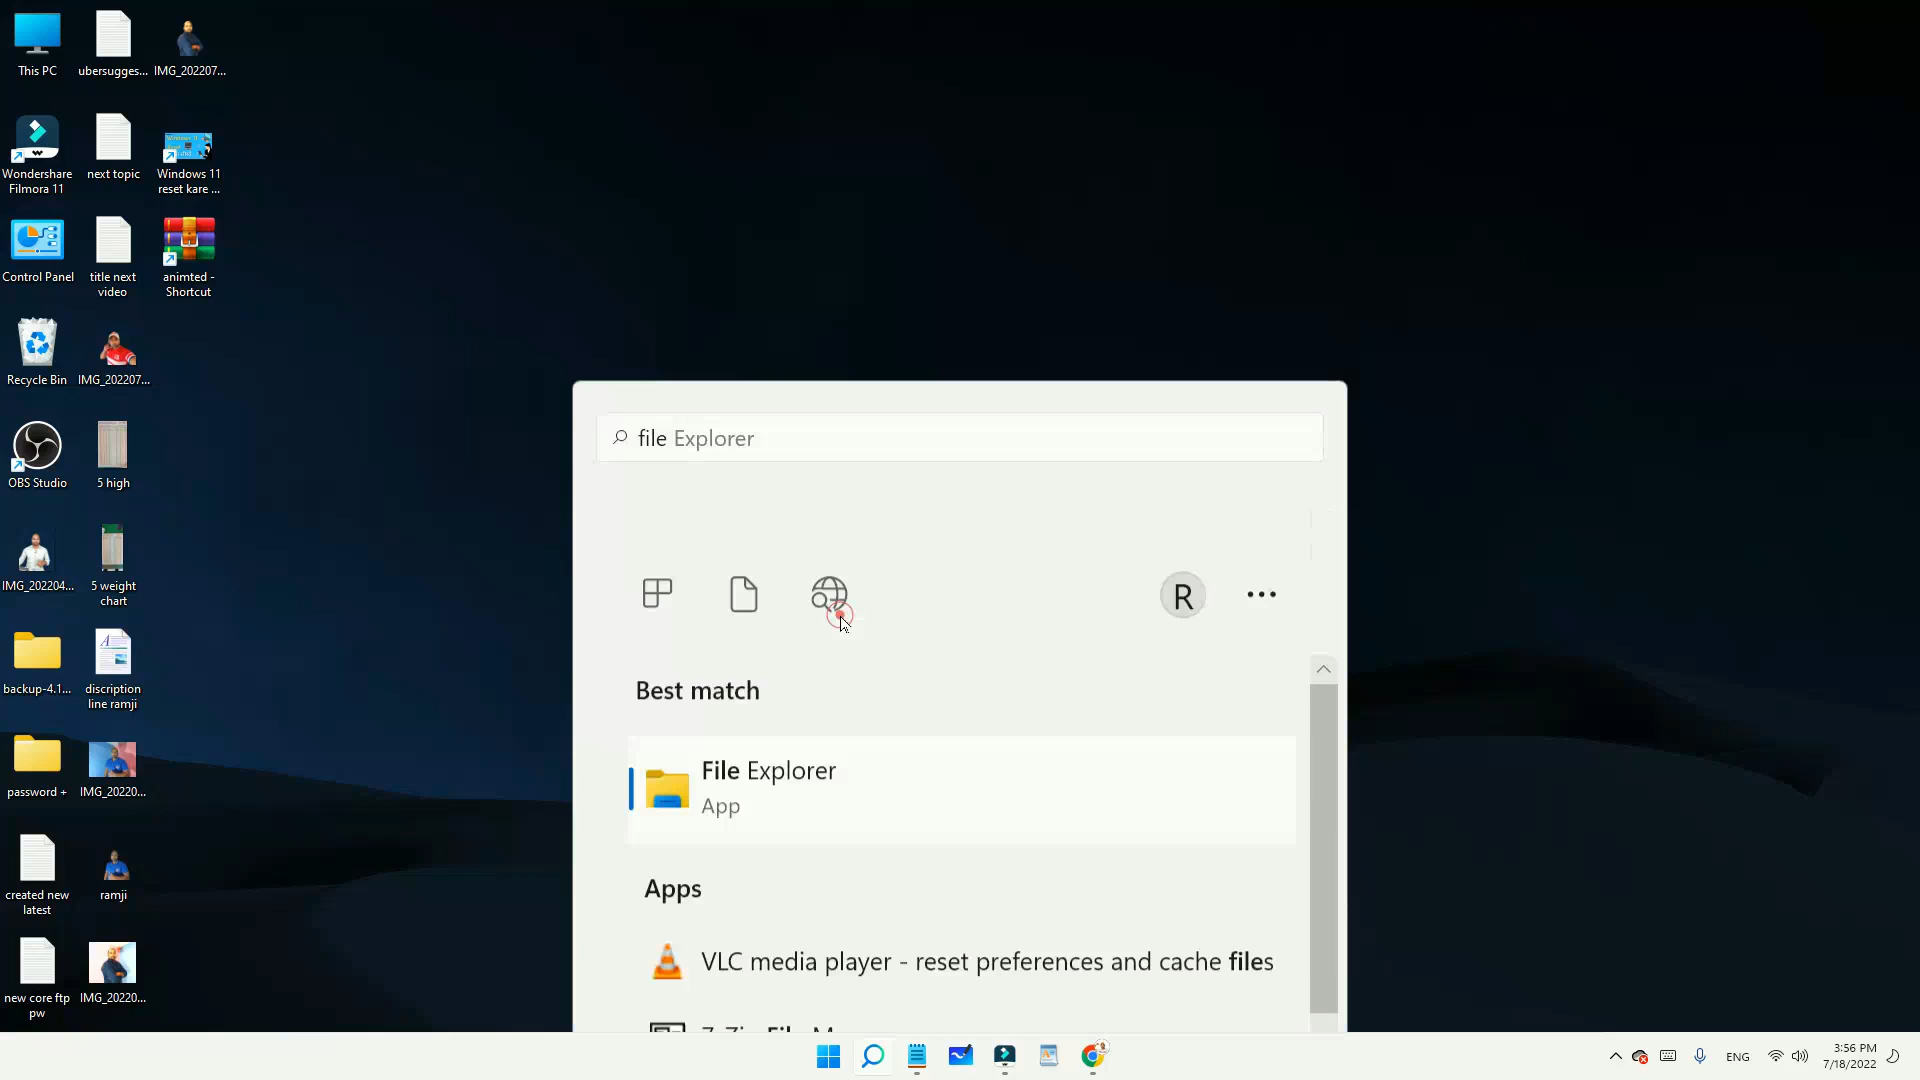 This PC
ubersugges...
IMG_202207...
Wondershare
Filmora 11
next topic
Windows 11
reset kare ...
Control Panel
title next
video
animted -
Shortcut
Recycle Bin
IMG_202207...
OBS Studio
5 high
IMG_202204...
5 weight
chart
backup-4.1...
discription
line ramji
password +
IMG_20220...
created new
latest
ramji
new core ftp
pw
IMG_20220...
file Explorer
R
Best match
File Explorer
App
Apps
VLC media player - reset preferences and cache files
ENG
3:56 PM
7/18/2022